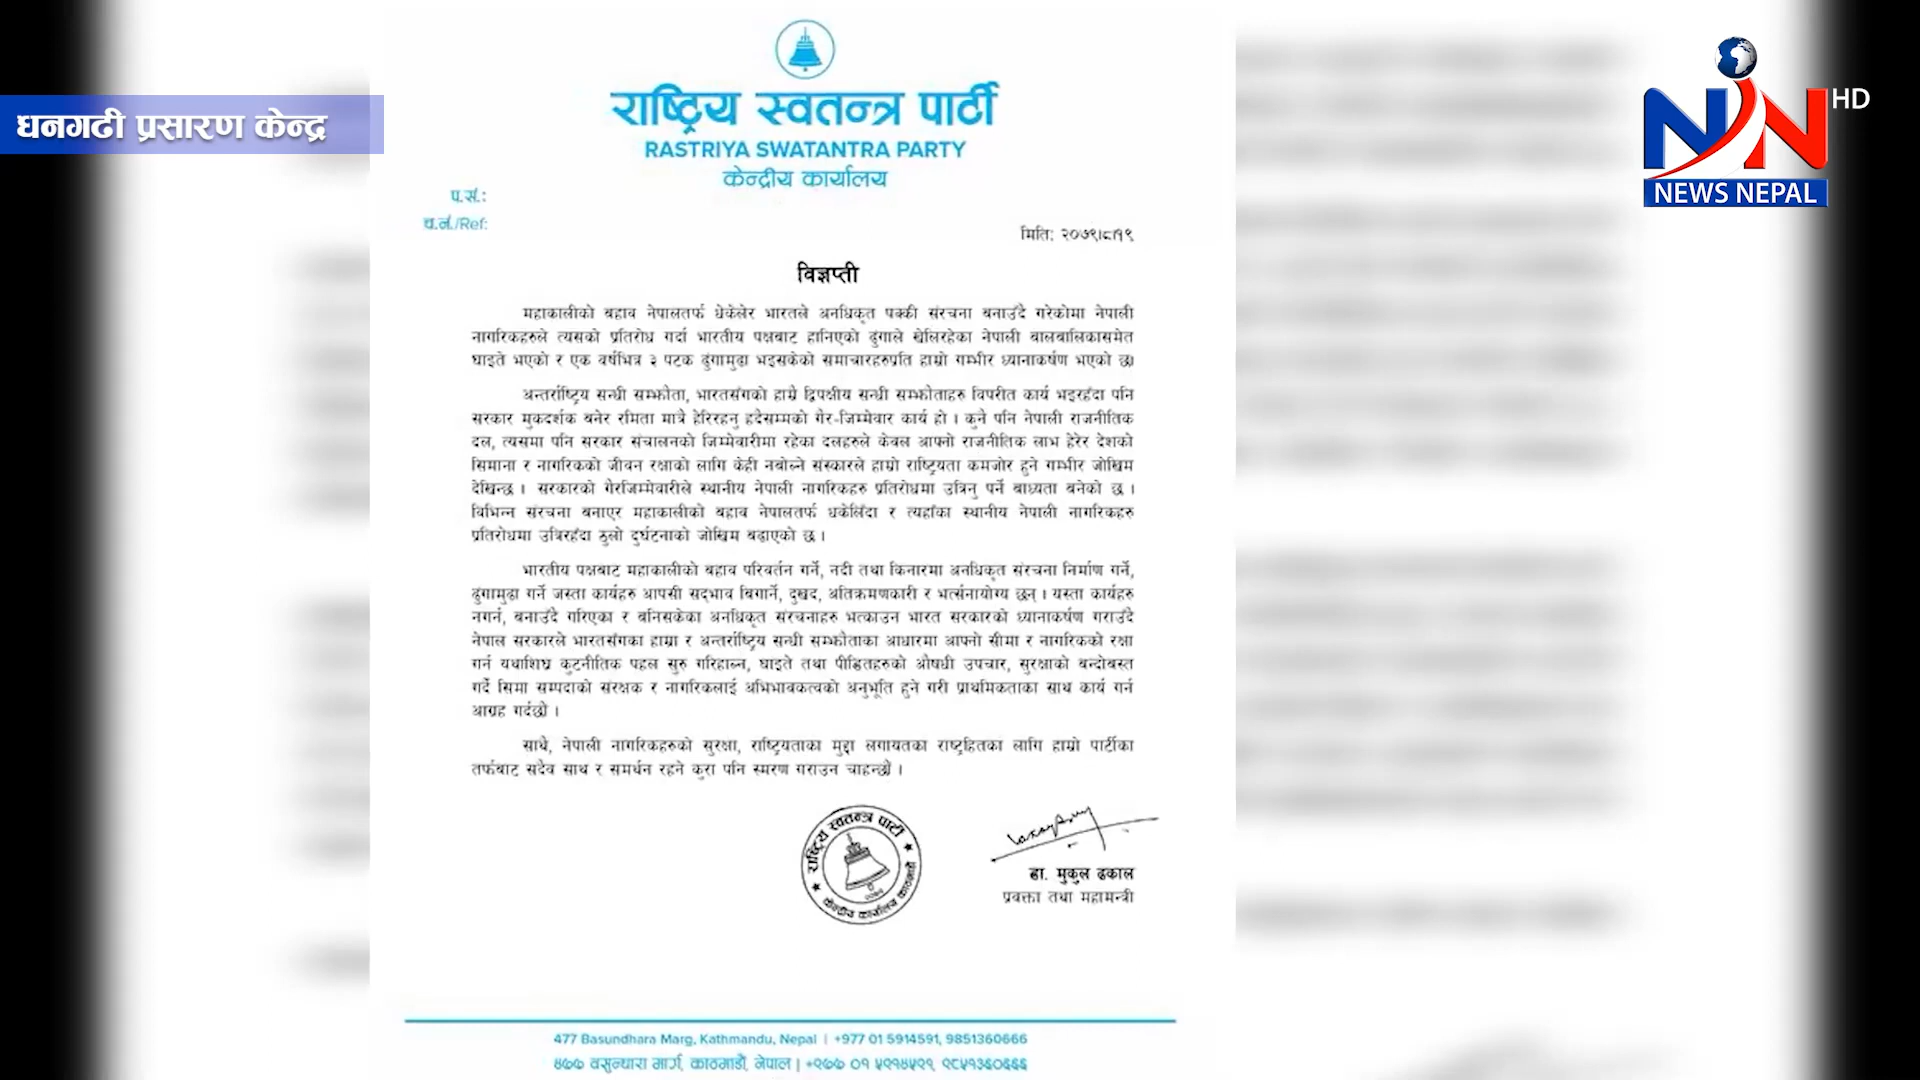 धनगढी प्रसारण केन्द्र
HD
NEWS NEPAL
राष्ट्रिय स्वतन्त्र पार्टी
RASTRIYA SWATANTRA PARTY
केन्द्रीय कार्यालय
प.सं.:
च.नं./Ref:
मिति: २०७९।८।१९
विज्ञप्ती
महाकालीको बहाव नेपालतर्फ धेकेलेर भारतले अनधिकृत पक्की संरचना बनाउँदै गरेकोमा नेपाली
नागरिकहरुले त्यसको प्रतिरोध गर्दा भारतीय पक्षबाट हानिएको ढुंगाले खेलिरहेका नेपाली बालबालिकासमेत
घाइते भएको र एक वर्षभित्र ३ पटक ढुंगामुढा भइसकेको समाचारहरुप्रति हाम्रो गम्भीर ध्यानाकर्षण भएको छ।
अन्तर्राष्ट्रिय सन्धी सम्झौता, भारतसँगको हाम्रै द्विपक्षीय सन्धी सम्झौताहरु विपरीत कार्य भइरहँदा पनि
सरकार मुकदर्शक बनेर रमिता मात्रै हेरिरहनु हदैसम्मको गैर-जिम्मेवार कार्य हो । कुनै पनि नेपाली राजनीतिक
दल, त्यसमा पनि सरकार संचालनको जिम्मेवारीमा रहेका दलहरुले केवल आफ्नो राजनीतिक लाभ हेरेर देशको
सिमाना र नागरिकको जीवन रक्षाको लागि केही नबोल्ने संस्कारले हाम्रो राष्ट्रियता कमजोर हुने गम्भीर जोखिम
देखिन्छ । सरकारको गैरजिम्मेवारीले स्थानीय नेपाली नागरिकहरु प्रतिरोधमा उत्रिनु पर्ने बाध्यता बनेको छ ।
विभिन्न संरचना बनाएर महाकालीको बहाव नेपालतर्फ धकेलिँदा र त्यहाँका स्थानीय नेपाली नागरिकहरु
प्रतिरोधमा उत्रिरहँदा ठुलो दुर्घटनाको जोखिम बढाएको छ ।
भारतीय पक्षबाट महाकालीको बहाव परिवर्तन गर्ने, नदी तथा किनारमा अनधिकृत संरचना निर्माण गर्ने,
ढुंगामुढा गर्ने जस्ता कार्यहरु आपसी सद्‌भाव बिगार्ने, दुखद, अतिक्रमणकारी र भर्त्सनायोग्य छन् । यस्ता कार्यहरु
नगर्न, बनाउँदै गरिएका र बनिसकेका अनधिकृत संरचनाहरु भत्काउन भारत सरकारको ध्यानाकर्षण गराउँदै
नेपाल सरकारले भारतसँगका हाम्रा र अन्तर्राष्ट्रिय सन्धी सम्झौताका आधारमा आफ्नो सीमा र नागरिकको रक्षा
गर्न यथाशिघ्र कुटनीतिक पहल सुरु गरिहाल्न, घाइते तथा पीडितहरुको औषधी उपचार, सुरक्षाको बन्दोबस्त
गर्दै सिमा सम्पदाको संरक्षक र नागरिकलाई अभिभावकत्वको अनुभूति हुने गरी प्राथमिकताका साथ कार्य गर्न
आग्रह गर्दछौं ।
साथै, नेपाली नागरिकहरुको सुरक्षा, राष्ट्रियताका मुद्दा लगायतका राष्ट्रहितका लागि हाम्रो पार्टीका
तर्फबाट सदैव साथ र समर्थन रहने कुरा पनि स्मरण गराउन चाहन्छौं ।
राष्ट्रिय स्वतन्त्र पार्टी
केन्द्रीय कार्यालय काठमाडौं
डा. मुकुल ढकाल
प्रवक्ता तथा महामन्त्री
477 Basundhara Marg, Kathmandu, Nepal | +977 01 5914591, 9851360666
४७७ वसुन्धारा मार्ग, काठमाडौं, नेपाल | +९७७ ०१ ५९१४५९१, ९८५१३६०६६६